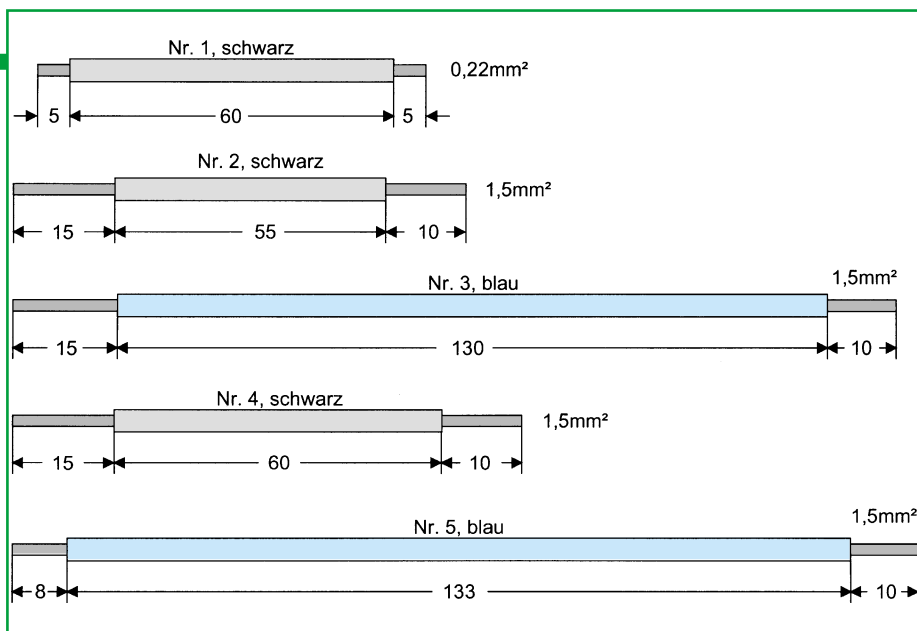 Nr. 1, schwarz
0,22mm²
5 60 5
Nr. 2, schwarz
1,5mm²
15 55 10
Nr. 3, blau
1,5mm²
15 130 10
Nr. 4, schwarz
1,5mm²
15 60 10
Nr. 5, blau
1,5mm²
8 133 10